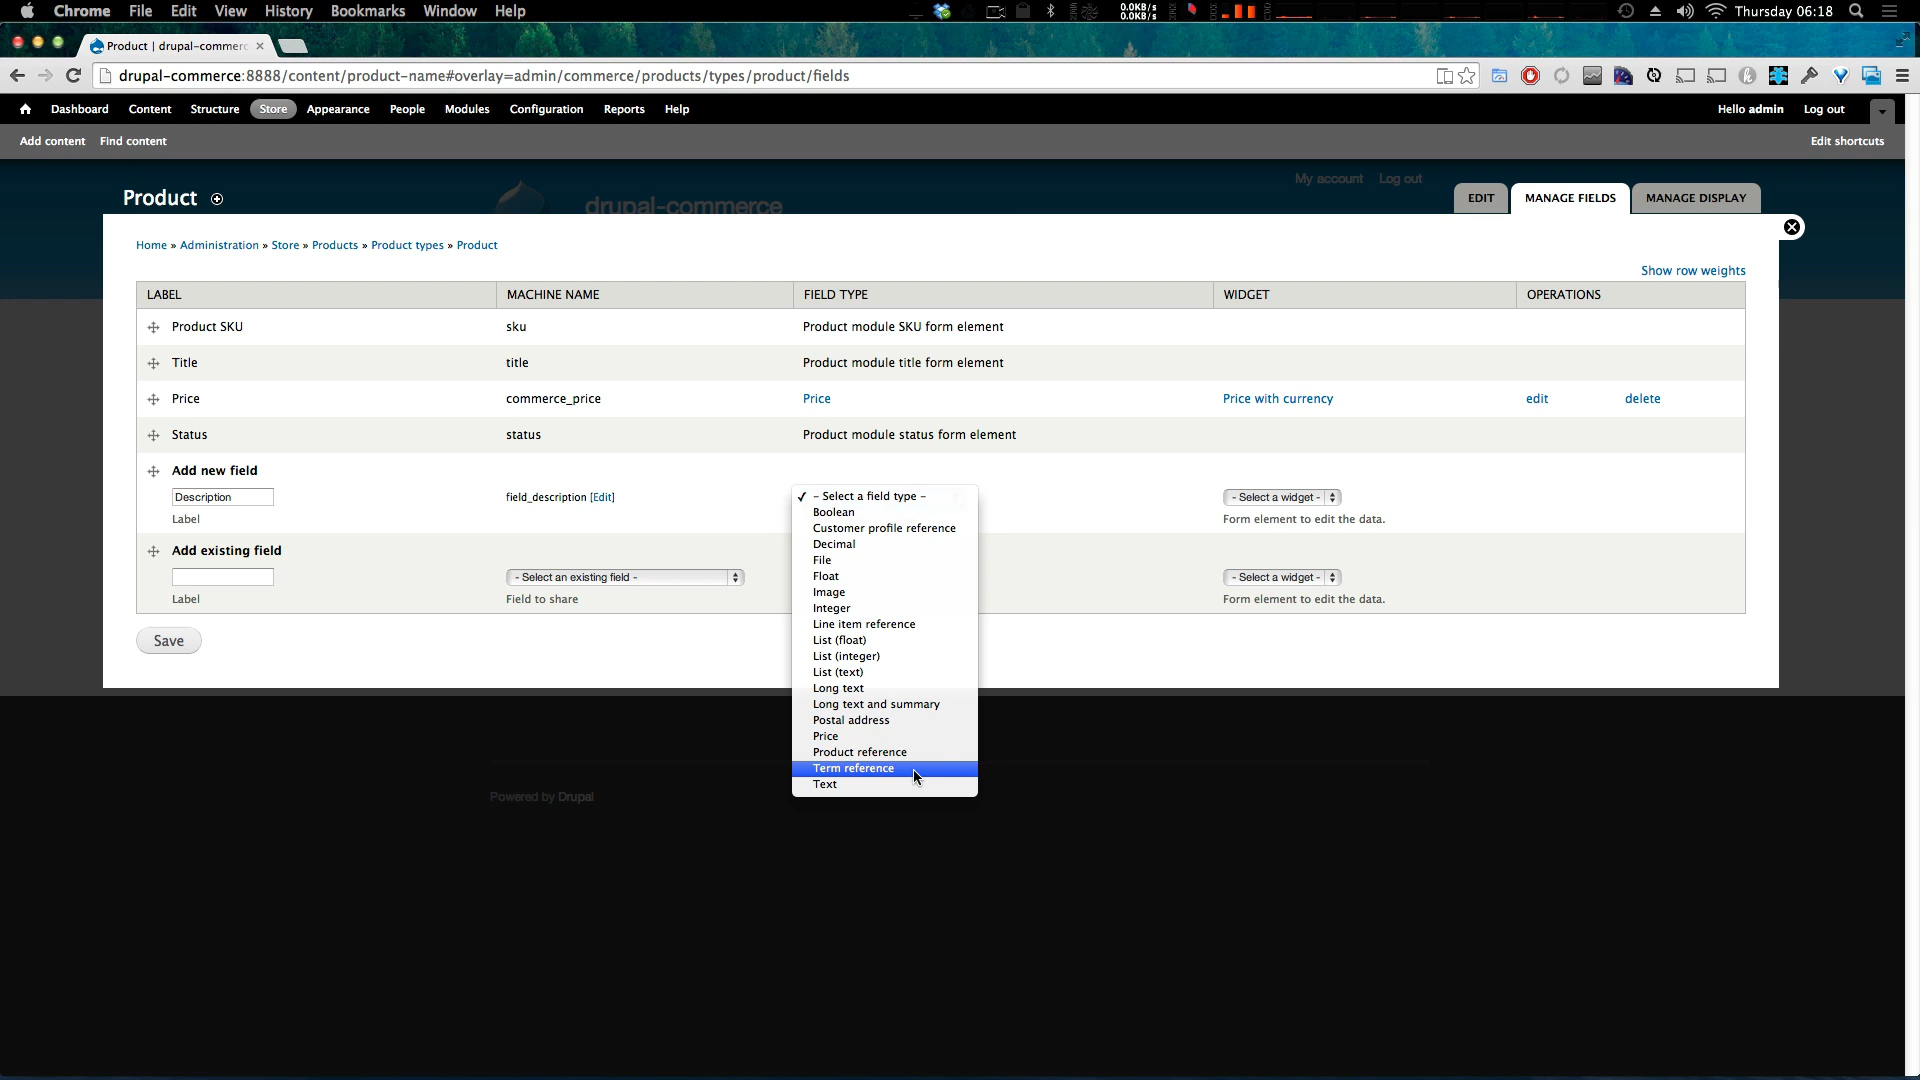 Chrome File Edit View History Bookmarks Window Help
0.0KB/s
0.0KB/s
Thursday 06:18
Product | drupal-commerc
drupal-commerce:8888/content/product-name#overlay=admin/commerce/products/types/product/fields
Dashboard Content Structure Store Appearance People Modules Configuration Reports Help
Hello admin Log out
Add content Find content
Edit shortcuts
My account Log out
Product
drupal-commerce
EDIT MANAGE FIELDS MANAGE DISPLAY
Home » Administration » Store » Products » Product types » Product
Show row weights
LABEL MACHINE NAME FIELD TYPE WIDGET OPERATIONS
Product SKU sku Product module SKU form element
Title title Product module title form element
Price commerce_price Price Price with currency edit delete
Status status Product module status form element
Add new field
Description field_description [Edit] - Select a widget -
Label Form element to edit the data.
Add existing field
- Select an existing field - - Select a widget -
Label Field to share Form element to edit the data.
✓ - Select a field type -
Boolean
Customer profile reference
Decimal
File
Float
Image
Integer
Line item reference
List (float)
List (integer)
List (text)
Long text
Long text and summary
Postal address
Price
Product reference
Term reference
Text
Save
Powered by Drupal